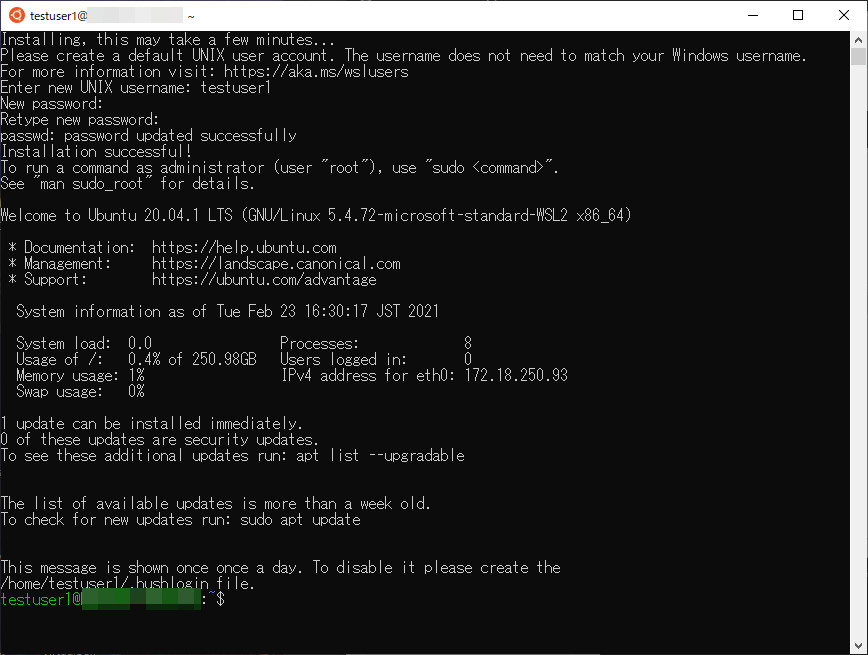 testuser1@ ~
Installing, this may take a few minutes...
Please create a default UNIX user account. The username does not need to match your Windows username.
For more information visit: https://aka.ms/wslusers
Enter new UNIX username: testuser1
New password:
Retype new password:
passwd: password updated successfully
Installation successful!
To run a command as administrator (user "root"), use "sudo <command>".
See "man sudo_root" for details.
Welcome to Ubuntu 20.04.1 LTS (GNU/Linux 5.4.72-microsoft-standard-WSL2 x86_64)
* Documentation:  https://help.ubuntu.com
* Management:     https://landscape.canonical.com
* Support:        https://ubuntu.com/advantage
System information as of Tue Feb 23 16:30:17 JST 2021
System load:  0.0                Processes:             8
Usage of /:   0.4% of 250.98GB   Users logged in:       0
Memory usage: 1%                 IPv4 address for eth0: 172.18.250.93
Swap usage:   0%
1 update can be installed immediately.
0 of these updates are security updates.
To see these additional updates run: apt list --upgradable
The list of available updates is more than a week old.
To check for new updates run: sudo apt update
This message is shown once once a day. To disable it please create the
/home/testuser1/.hushlogin file.
testuser1@ :~$